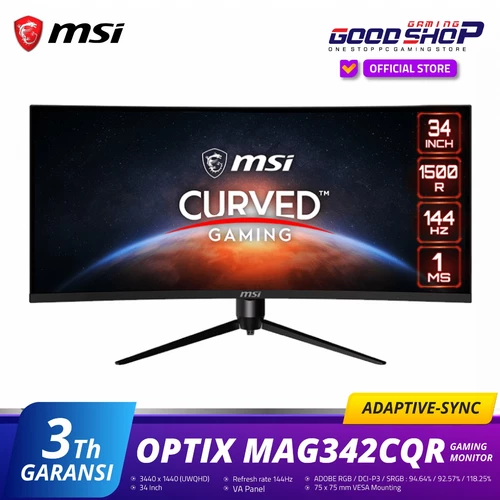 msi
GAMING
GOODSHOP
ONE STOP PC GAMING STORE
OFFICIAL STORE
msi
CURVED™
GAMING
34
INCH
1500
R
144
HZ
1
MS
msi
ADAPTIVE-SYNC
3Th
GARANSI
OPTIX MAG342CQR GAMING
MONITOR
3440 x 1440 (UWQHD)
34 Inch
Refresh rate 144Hz
VA Panel
ADOBE RGB / DCI-P3 / SRGB : 94.64% / 92.57% / 118.25%
75 x 75 mm VESA Mounting